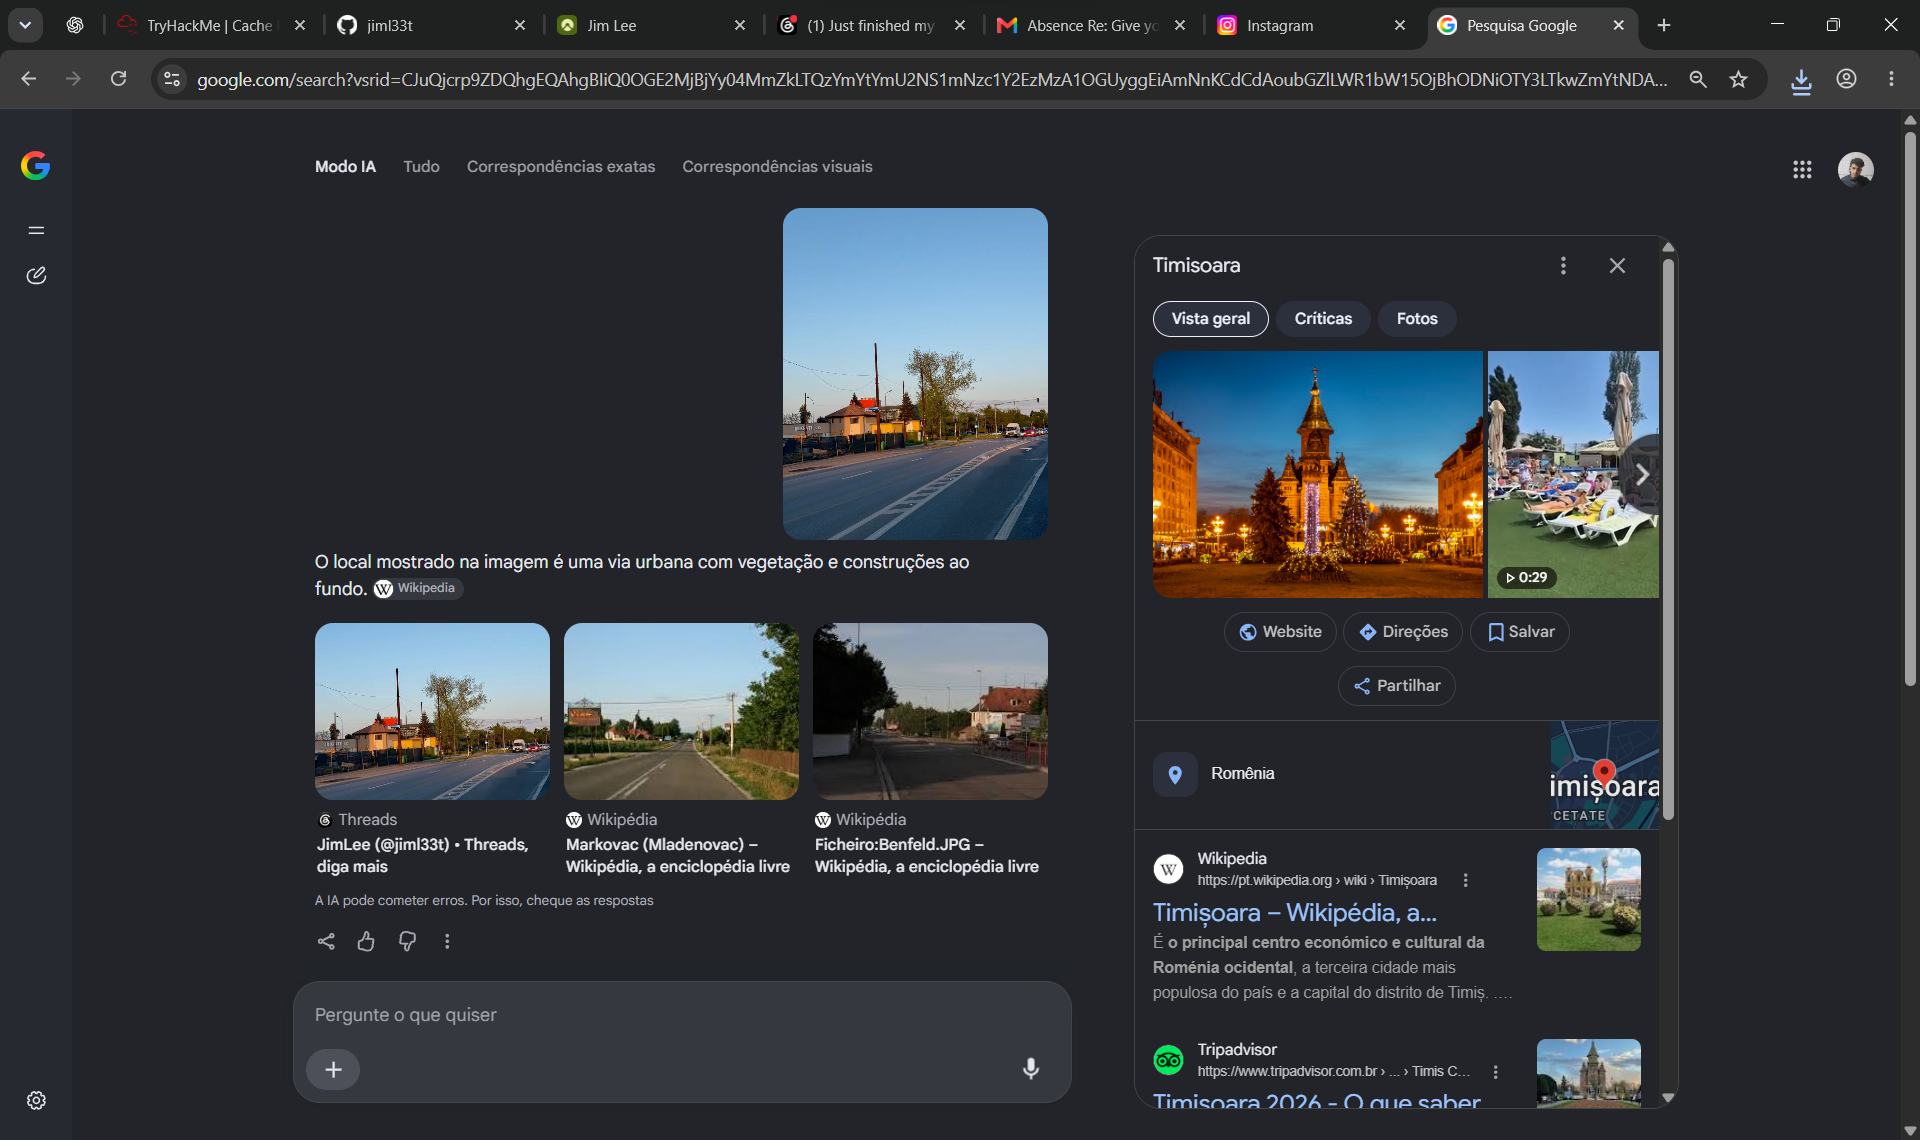 TryHackMe | Cache
jiml33t
Jim Lee
(1) Just finished my
Absence Re: Give yo
Instagram
Pesquisa Google
Modo IA
Tudo
Correspondências exatas
Correspondências visuais
O local mostrado na imagem é uma via urbana com vegetação e construções ao
fundo. Wikipedia
Threads
JimLee (@jiml33t) • Threads,
diga mais
Wikipédia
Markovac (Mladenovac) –
Wikipédia, a enciclopédia livre
Wikipédia
Ficheiro:Benfeld.JPG –
Wikipédia, a enciclopédia livre
A IA pode cometer erros. Por isso, cheque as respostas
Pergunte o que quiser
Timisoara
Vista geral
Críticas
Fotos
0:29
Website
Direções
Salvar
Partilhar
Romênia
imișoara
CETATE
Wikipedia
https://pt.wikipedia.org › wiki › Timișoara
Timișoara – Wikipédia, a...
É o principal centro económico e cultural da
Roménia ocidental, a terceira cidade mais
populosa do país e a capital do distrito de Timiș. ....
Tripadvisor
https://www.tripadvisor.com.br › ... › Timis C...
Timisoara 2026 - O que saber